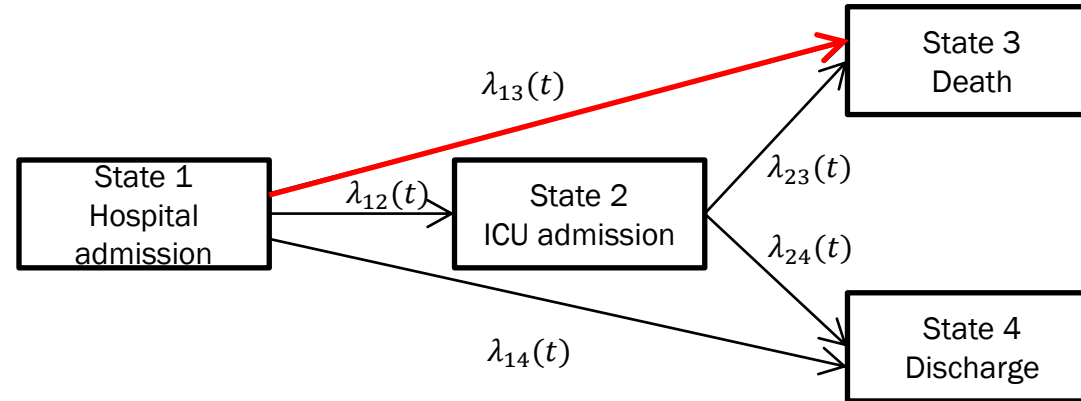 State 3
Death
λ₁₃(t)
State 1
Hospital
admission
λ₁₂(t)
State 2
ICU admission
λ₂₃(t)
λ₂₄(t)
State 4
Discharge
λ₁₄(t)